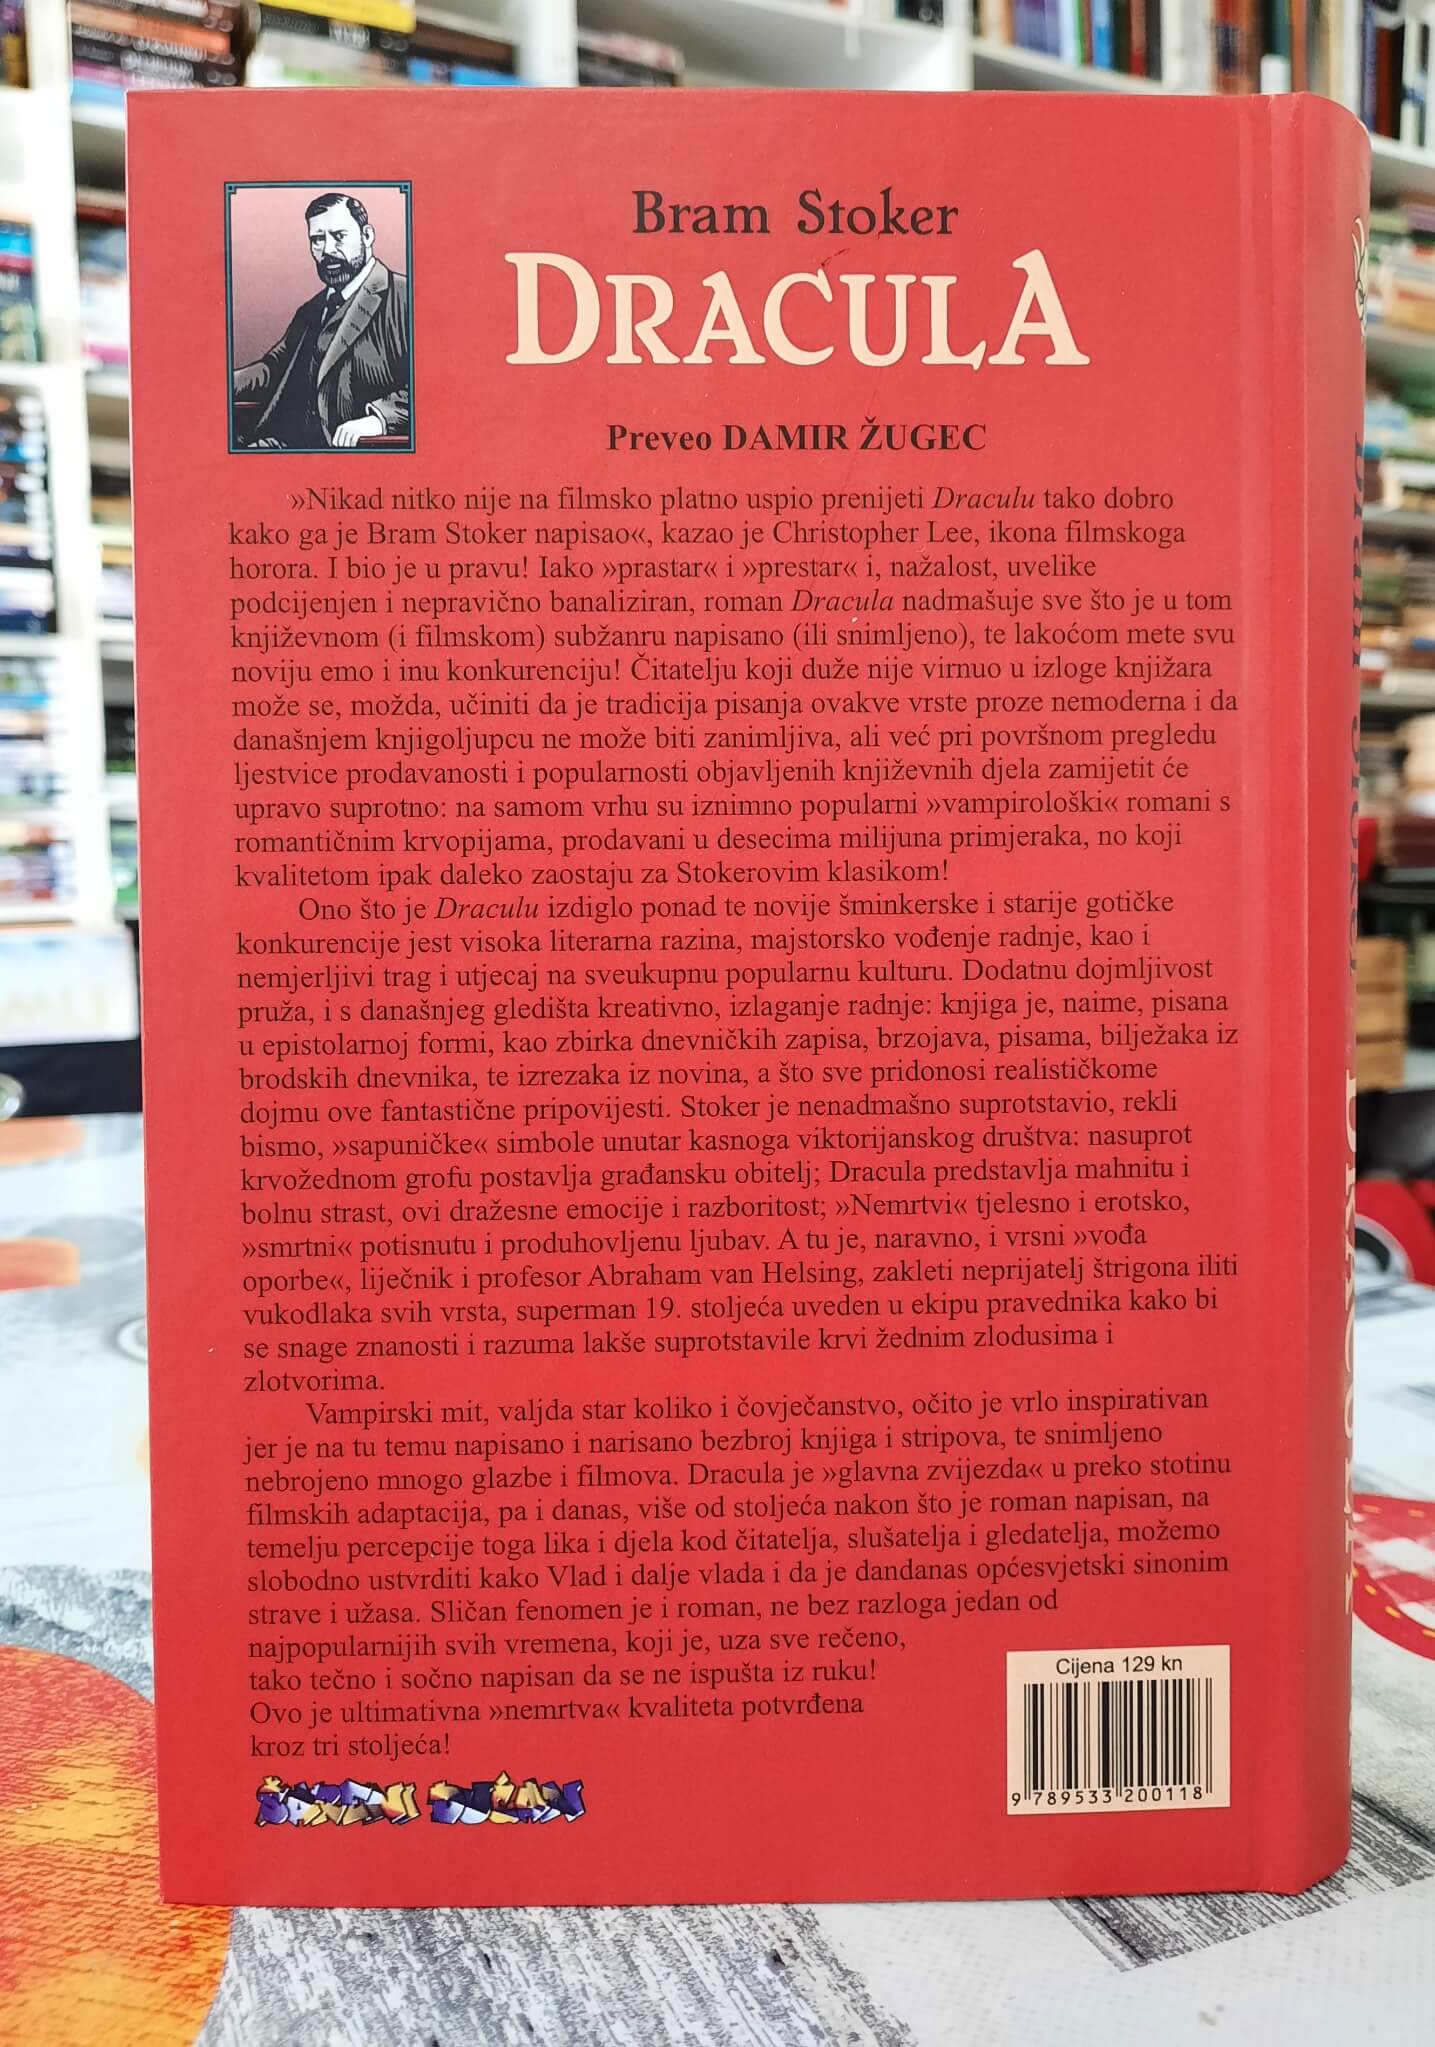 Bram Stoker
DRACULA
Preveo DAMIR ŽUGEC
»Nikad nitko nije na filmsko platno uspio prenijeti Draculu tako dobro
kako ga je Bram Stoker napisao«, kazao je Christopher Lee, ikona filmskoga
horora. I bio je u pravu! Iako »prastar« i »prestar« i, nažalost, uvelike
podcijenjen i nepravično banaliziran, roman Dracula nadmašuje sve što je u tom
književnom (i filmskom) subžanru napisano (ili snimljeno), te lakoćom mete svu
noviju emo i inu konkurenciju! Čitatelju koji duže nije virnuo u izloge knjižara
može se, možda, učiniti da je tradicija pisanja ovakve vrste proze nemoderna i da
današnjem knjigoljupcu ne može biti zanimljiva, ali već pri površnom pregledu
ljestvice prodavanosti i popularnosti objavljenih književnih djela zamijetit će
upravo suprotno: na samom vrhu su iznimno popularni »vampirološki« romani s
romantičnim krvopijama, prodavani u desecima milijuna primjeraka, no koji
kvalitetom ipak daleko zaostaju za Stokerovim klasikom!
Ono što je Draculu izdiglo ponad te novije šminkerske i starije gotičke
konkurencije jest visoka literarna razina, majstorsko vođenje radnje, kao i
nemjerljivi trag i utjecaj na sveukupnu popularnu kulturu. Dodatnu dojmljivost
pruža, i s današnjeg gledišta kreativno, izlaganje radnje: knjiga je, naime, pisana
u epistolarnoj formi, kao zbirka dnevničkih zapisa, brzojava, pisama, bilježaka iz
brodskih dnevnika, te izrezaka iz novina, a što sve pridonosi realističkome
dojmu ove fantastične pripovijesti. Stoker je nenadmašno suprotstavio, rekli
bismo, »sapuničke« simbole unutar kasnoga viktorijanskog društva: nasuprot
krvožednom grofu postavlja građansku obitelj; Dracula predstavlja mahnitu i
bolnu strast, ovi dražesne emocije i razboritost; »Nemrtvi« tjelesno i erotsko,
»smrtni« potisnutu i produhovljenu ljubav. A tu je, naravno, i vrsni »vođa
oporbe«, liječnik i profesor Abraham van Helsing, zakleti neprijatelj štrigona iliti
vukodlaka svih vrsta, superman 19. stoljeća uveden u ekipu pravednika kako bi
se snage znanosti i razuma lakše suprotstavile krvi žednim zlodusima i
zlotvorima.
Vampirski mit, valjda star koliko i čovječanstvo, očito je vrlo inspirativan
jer je na tu temu napisano i narisano bezbroj knjiga i stripova, te snimljeno
nebrojeno mnogo glazbe i filmova. Dracula je »glavna zvijezda« u preko stotinu
filmskih adaptacija, pa i danas, više od stoljeća nakon što je roman napisan, na
temelju percepcije toga lika i djela kod čitatelja, slušatelja i gledatelja, možemo
slobodno ustvrditi kako Vlad i dalje vlada i da je dandanas općesvjetski sinonim
strave i užasa. Sličan fenomen je i roman, ne bez razloga jedan od
najpopularnijih svih vremena, koji je, uza sve rečeno,
tako tečno i sočno napisan da se ne ispušta iz ruku!
Ovo je ultimativna »nemrtva« kvaliteta potvrđena
kroz tri stoljeća!
ŠARENI DUĆAN
Cijena 129 kn
9 789533 200118